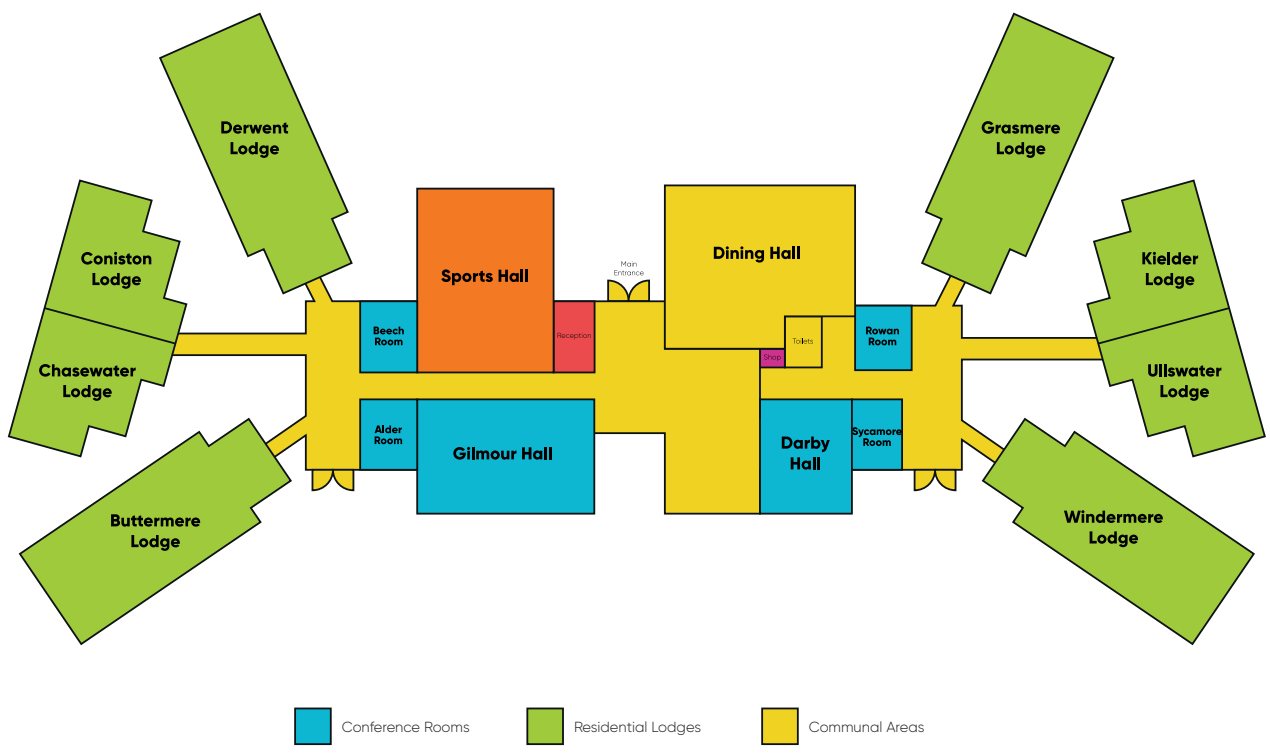 Derwent
Lodge
Grasmere
Lodge
Coniston
Lodge
Sports Hall
Main
Entrance
Dining Hall
Kielder
Lodge
Beech
Room
Reception
Toilets
Shop
Rowan
Room
Chasewater
Lodge
Ullswater
Lodge
Alder
Room
Gilmour Hall
Darby
Hall
Sycamore
Room
Buttermere
Lodge
Windermere
Lodge
Conference Rooms
Residential Lodges
Communal Areas